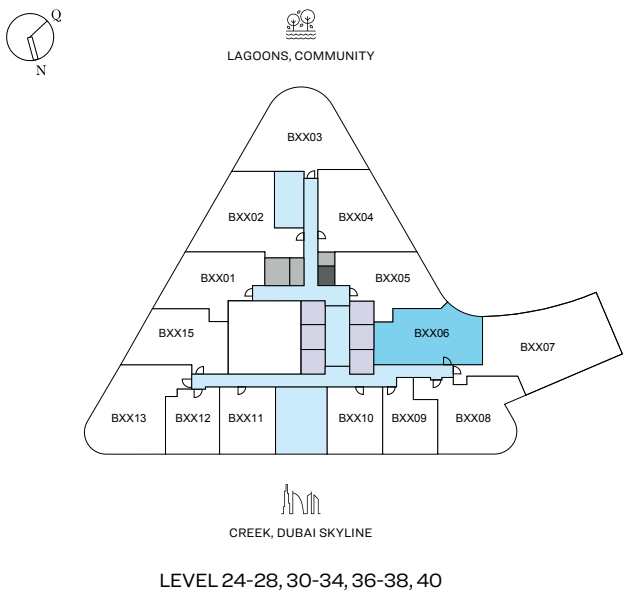 Q
N
LAGOONS, COMMUNITY
BXX03
BXX02
BXX04
BXX01
BXX05
BXX15
BXX06
BXX07
BXX13
BXX12
BXX11
BXX10
BXX09
BXX08
CREEK, DUBAI SKYLINE
LEVEL 24-28, 30-34, 36-38, 40